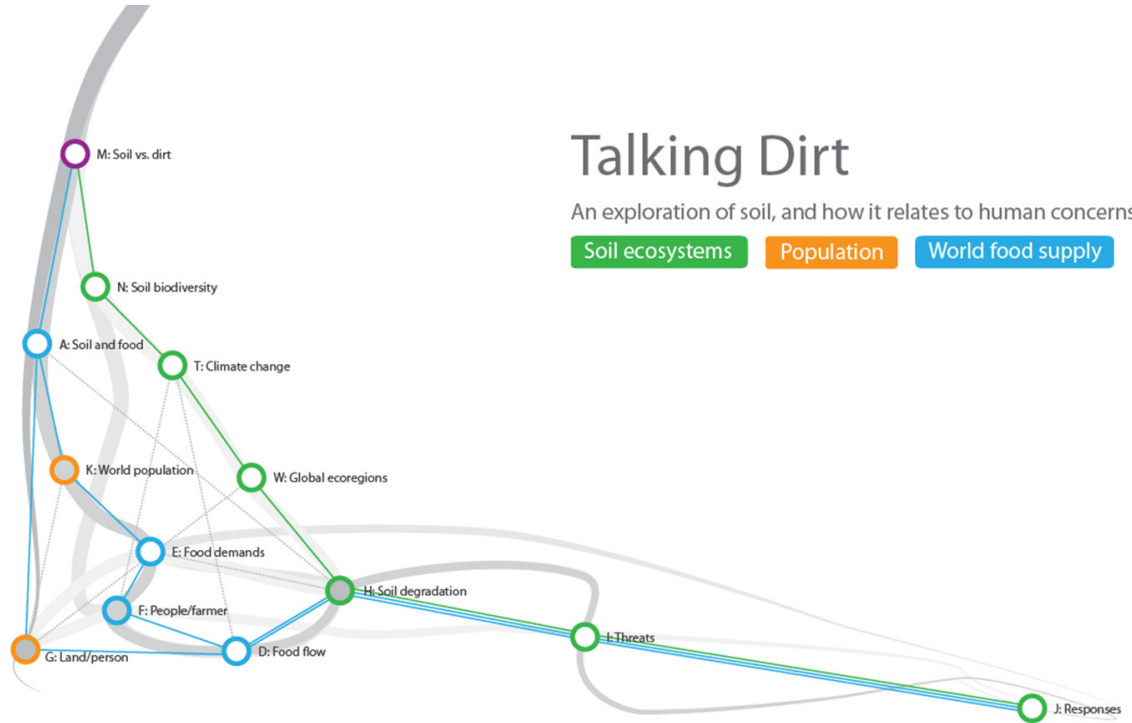 Talking Dirt
An exploration of soil, and how it relates to human concerns
Soil ecosystems
Population
World food supply
M: Soil vs. dirt
N: Soil biodiversity
A: Soil and food
T: Climate change
K: World population
W: Global ecoregions
E: Food demands
H: Soil degradation
F: People/farmer
I: Threats
D: Food flow
G: Land/person
J: Responses